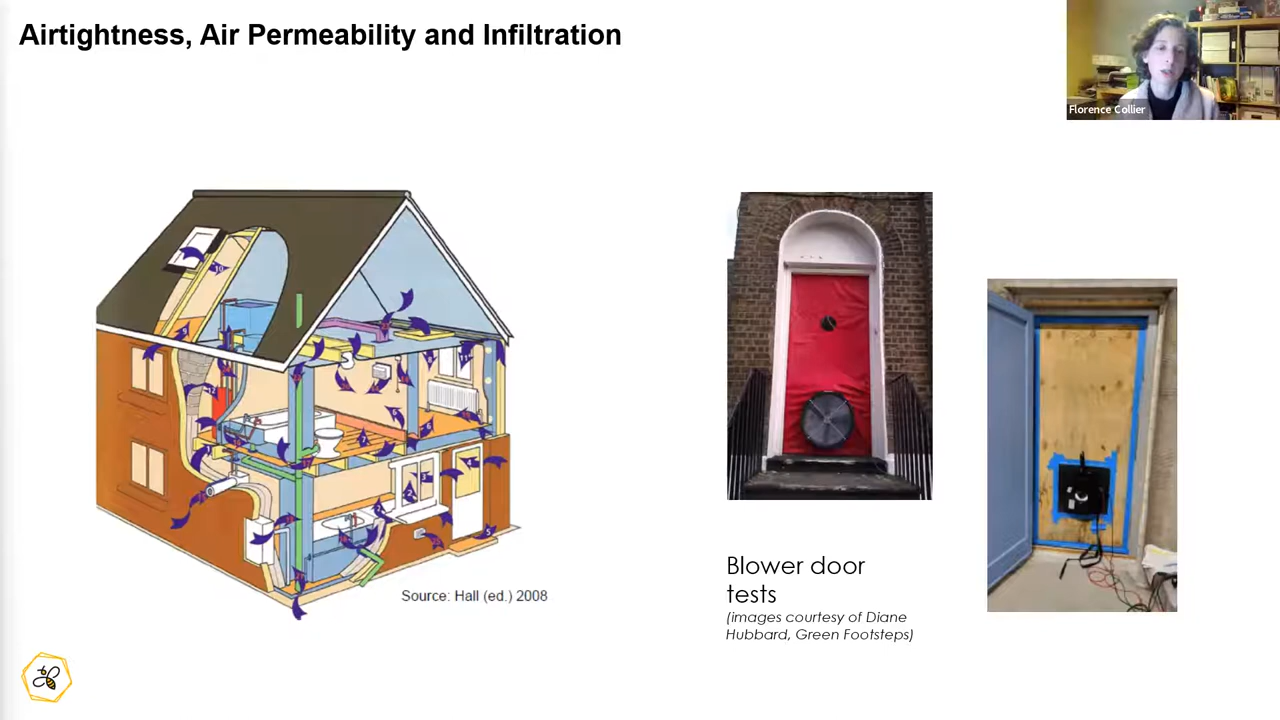 Airtightness, Air Permeability and Infiltration
Florence Collier
Source: Hall (ed.) 2008
Blower door
tests
(images courtesy of Diane
Hubbard, Green Footsteps)